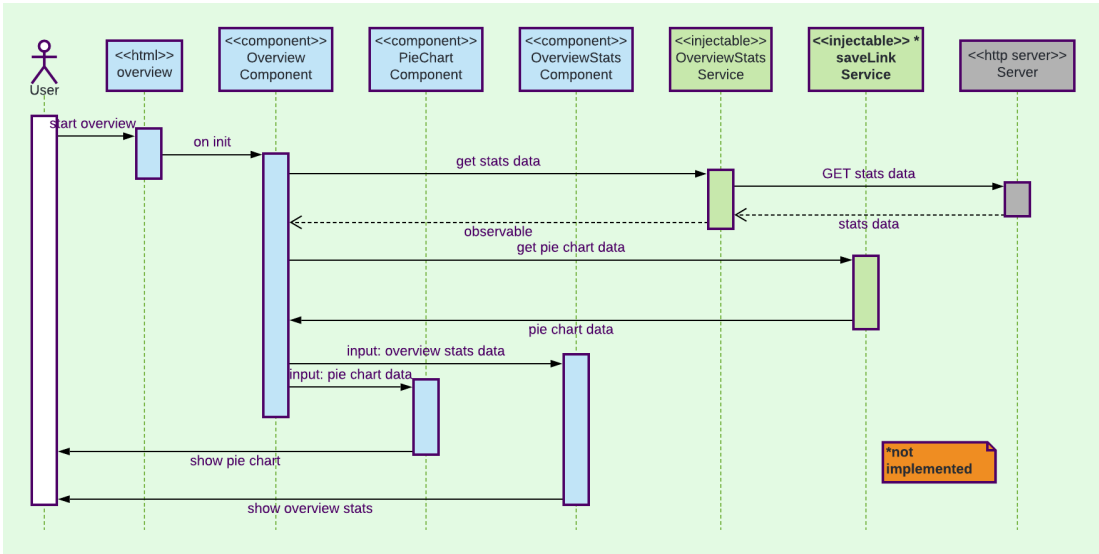 User
<<html>>
overview
<<component>>
Overview
Component
<<component>>
PieChart
Component
<<component>>
OverviewStats
Component
<<injectable>>
OverviewStats
Service
<<injectable>> *
saveLink
Service
<<http server>>
Server
start overview
on init
get stats data
GET stats data
stats data
observable
get pie chart data
pie chart data
input: overview stats data
input: pie chart data
show pie chart
*not
implemented
show overview stats